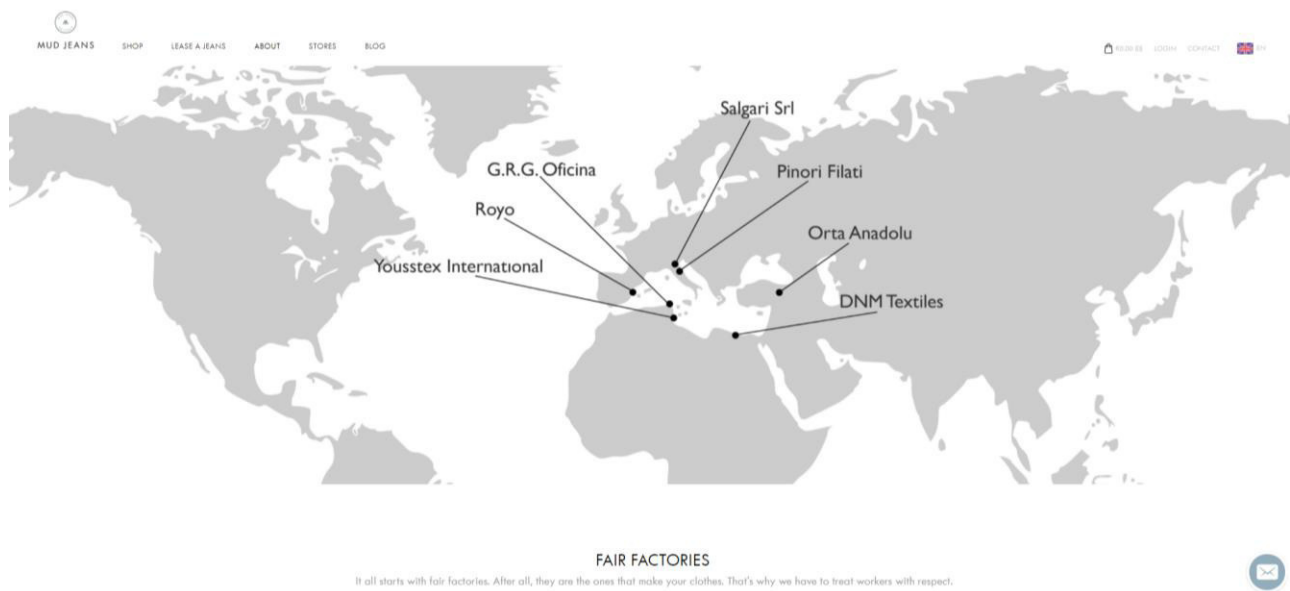 MUD JEANS
SHOP LEASE A JEANS ABOUT STORES BLOG
LOGIN CONTACT EN
Salgari Srl
G.R.G. Oficina
Pinori Filati
Royo
Orta Anadolu
Yousstex International
DNM Textiles
FAIR FACTORIES
It all starts with fair factories. After all, they are the ones that make your clothes. That's why we have to treat workers with respect.